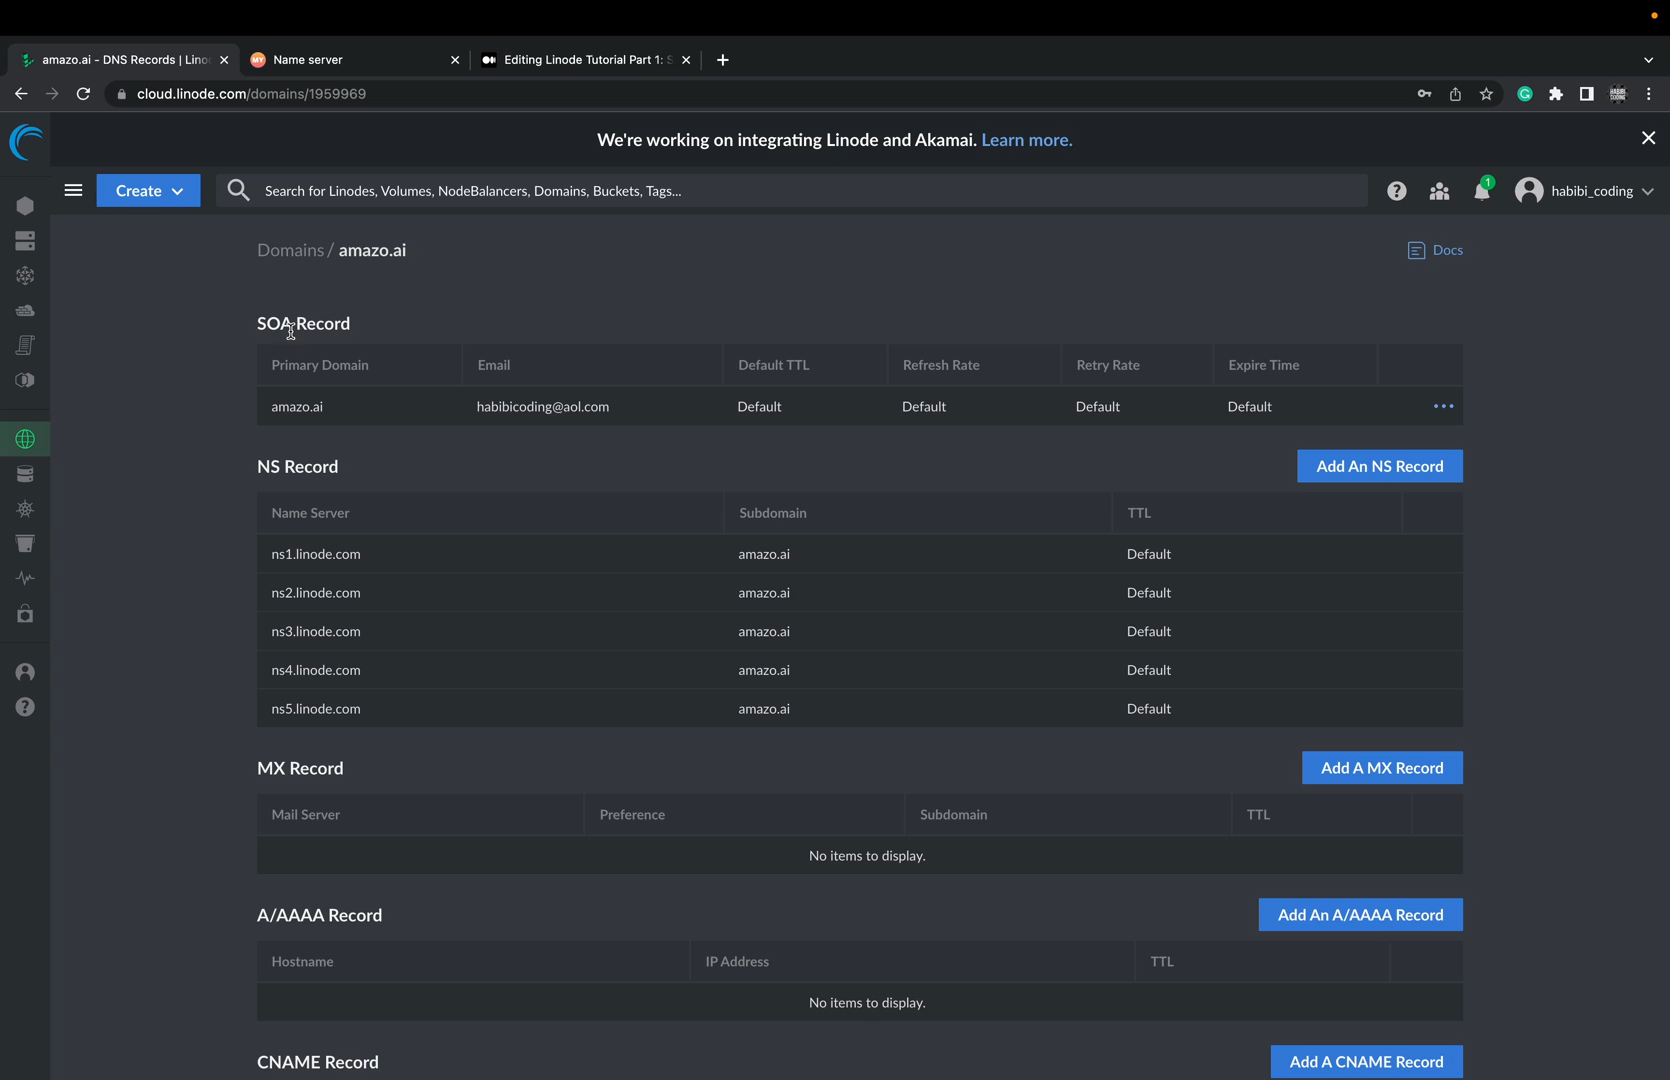 amazo.ai - DNS Records | Lino
Name server
Editing Linode Tutorial Part 1: S
cloud.linode.com/domains/1959969
We're working on integrating Linode and Akamai. Learn more.
Create
Search for Linodes, Volumes, NodeBalancers, Domains, Buckets, Tags...
1
habibi_coding
Domains / amazo.ai
Docs
SOA Record
Primary Domain Email Default TTL Refresh Rate Retry Rate Expire Time
amazo.ai habibicoding@aol.com Default Default Default Default
NS Record
Add An NS Record
Name Server Subdomain TTL
ns1.linode.com amazo.ai Default
ns2.linode.com amazo.ai Default
ns3.linode.com amazo.ai Default
ns4.linode.com amazo.ai Default
ns5.linode.com amazo.ai Default
MX Record
Add A MX Record
Mail Server Preference Subdomain TTL
No items to display.
A/AAAA Record
Add An A/AAAA Record
Hostname IP Address TTL
No items to display.
CNAME Record
Add A CNAME Record